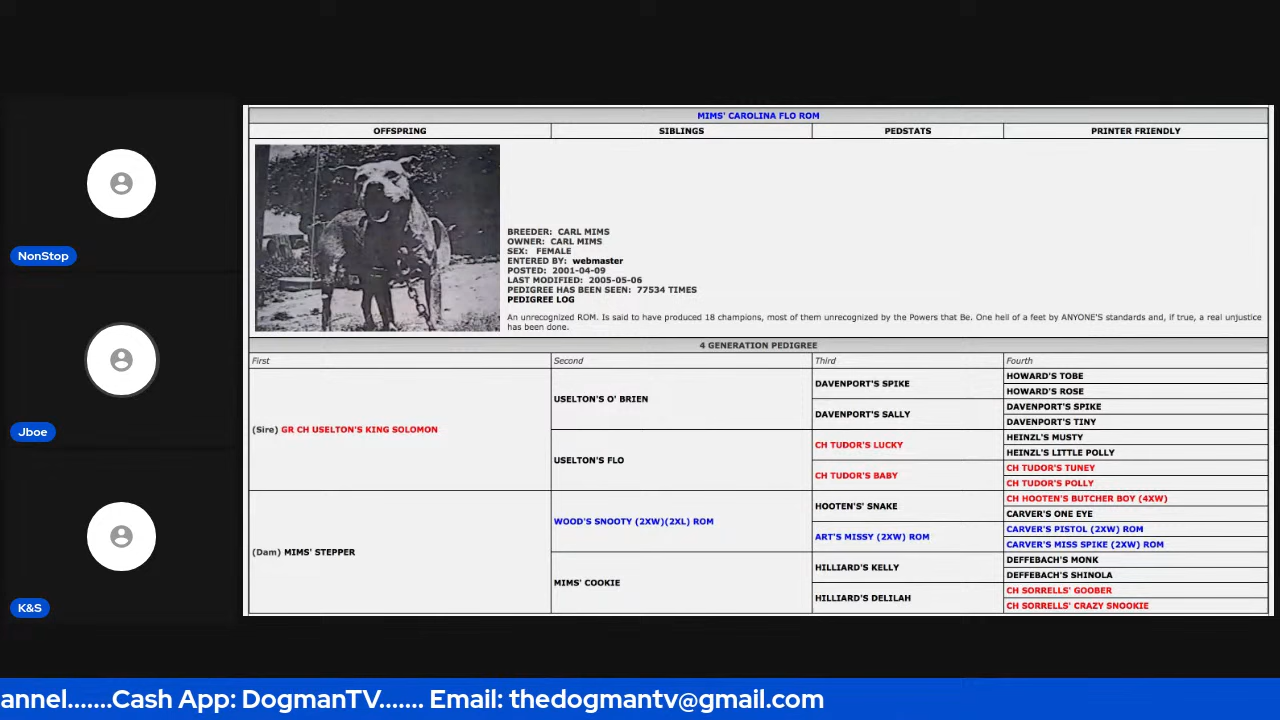 MIMS' CAROLINA FLO ROM
OFFSPRING SIBLINGS PEDSTATS PRINTER FRIENDLY
BREEDER: CARL MIMS
OWNER: CARL MIMS
SEX: FEMALE
ENTERED BY: webmaster
POSTED: 2001-04-09
LAST MODIFIED: 2005-05-06
PEDIGREE HAS BEEN SEEN: 77534 TIMES
PEDIGREE LOG
An unrecognized ROM. Is said to have produced 18 champions, most of them unrecognized by the Powers that Be. One hell of a feet by ANYONE'S standards and, if true, a real unjustice
has been done.
4 GENERATION PEDIGREE
First Second Third Fourth
(Sire) GR CH USELTON'S KING SOLOMON
USELTON'S O' BRIEN
DAVENPORT'S SPIKE
HOWARD'S TOBE
HOWARD'S ROSE
DAVENPORT'S SALLY
DAVENPORT'S SPIKE
DAVENPORT'S TINY
USELTON'S FLO
CH TUDOR'S LUCKY
HEINZL'S MUSTY
HEINZL'S LITTLE POLLY
CH TUDOR'S BABY
CH TUDOR'S TUNEY
CH TUDOR'S POLLY
(Dam) MIMS' STEPPER
WOOD'S SNOOTY (2XW)(2XL) ROM
HOOTEN'S' SNAKE
CH HOOTEN'S BUTCHER BOY (4XW)
CARVER'S ONE EYE
ART'S MISSY (2XW) ROM
CARVER'S PISTOL (2XW) ROM
CARVER'S MISS SPIKE (2XW) ROM
MIMS' COOKIE
HILLIARD'S KELLY
DEFFEBACH'S MONK
DEFFEBACH'S SHINOLA
HILLIARD'S DELILAH
CH SORRELLS' GOOBER
CH SORRELLS' CRAZY SNOOKIE
NonStop
Jboe
K&S
annel.......Cash App: DogmanTV....... Email: thedogmantv@gmail.com